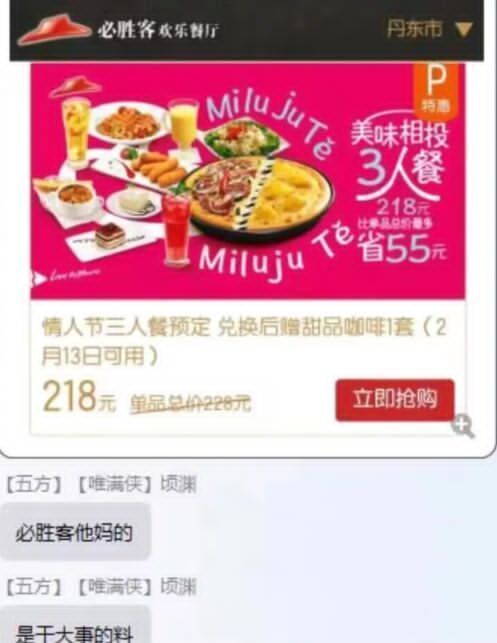 必胜客欢乐餐厅
丹东市
P
特惠
Miluju Tě
美味相投
3人餐
218元
比单品总价最多
省55元
Miluju Tě
情人节三人餐预定 兑换后赠甜品咖啡1套（2
月13日可用）
218元 单品总价228元
立即抢购
【五方】【唯满侠】顷渊
必胜客他妈的
【五方】【唯满侠】顷渊
是干大事的料